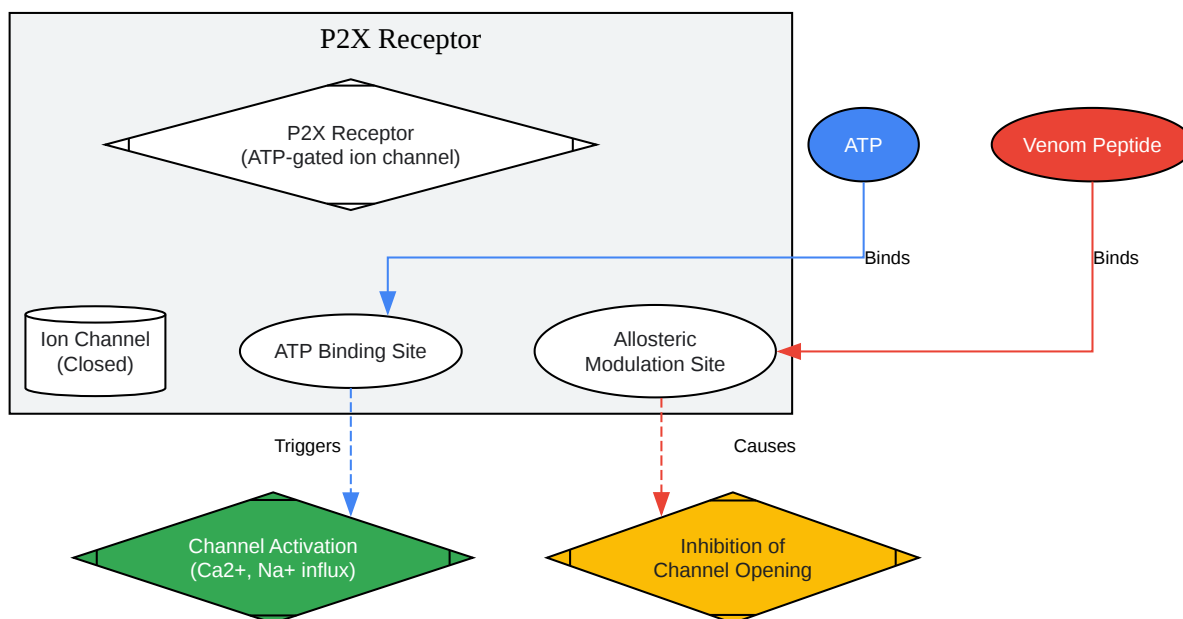 P2X Receptor
P2X Receptor
(ATP-gated ion channel)
ATP
Venom Peptide
Binds
Binds
Ion Channel
(Closed)
ATP Binding Site
Allosteric
Modulation Site
Triggers
Causes
Channel Activation
(Ca2+, Na+ influx)
Inhibition of
Channel Opening